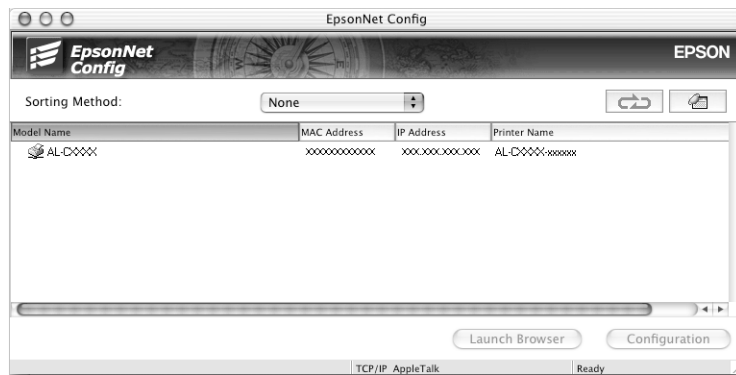 EpsonNet Config
EpsonNet
Config
EPSON
Sorting Method:
None
Model Name
MAC Address
IP Address
Printer Name
AL-CXXXX
XXXXXXXXXXXX
XXX.XXX.XXX.XXX
AL-CXXXX-xxxxxx
Launch Browser
Configuration
TCP/IP AppleTalk
Ready